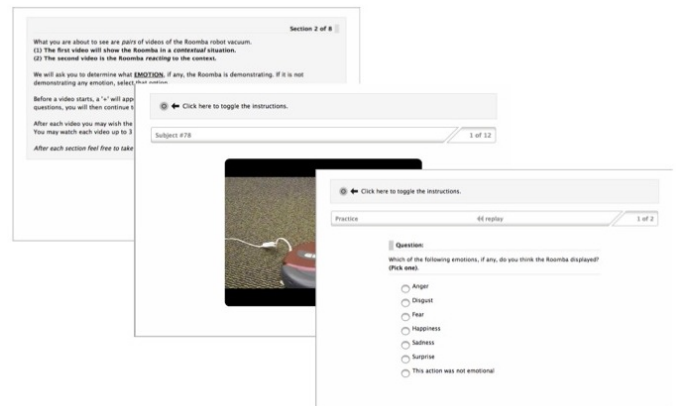 Section 2 of 8
What you are about to see are pairs of videos of the Roomba robot vacuum.
(1) The first video will show the Roomba in a contextual situation.
(2) The second video is the Roomba reacting to the context.
We will ask you to determine what EMOTION, if any, the Roomba is demonstrating. If it is not
demonstrating any emotion, select that option.
Before a video starts, a '+' will app
questions, you will then continue t
After each video you may wish the
You may watch each video up to 3
After each section feel free to take
Click here to toggle the instructions.
Subject #78
1 of 12
Click here to toggle the instructions.
Practice
replay
1 of 2
Question:
Which of the following emotions, if any, do you think the Roomba displayed?
(Pick one).
Anger
Disgust
Fear
Happiness
Sadness
Surprise
This action was not emotional